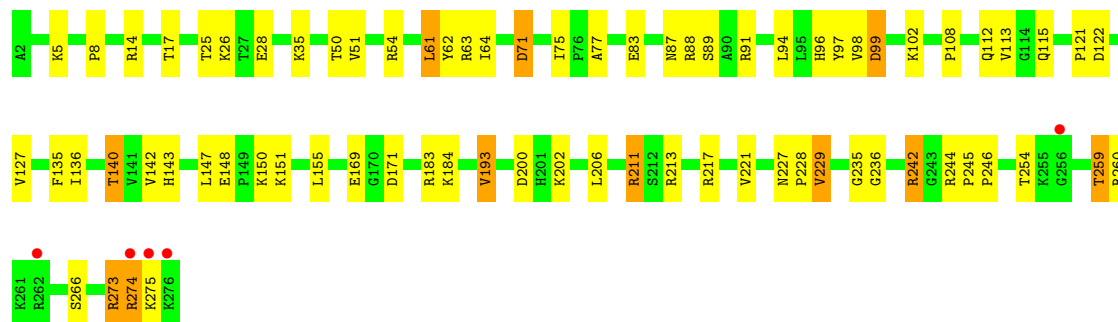 A2 K5 P8 R14 T17 T25 K26 T27 E28 K35 T50 V51 R54 L61 Y62 R63 I64 D71 I75 P76 A77 E83 N87 R88 S89 A90 R91 L94 L95 H96 Y97 V98 D99 K102 P108 Q112 V113 G114 Q115 P121 D122
V127 F135 I136 T140 V141 V142 H143 L147 E148 P149 K150 K151 L155 E169 G170 D171 R183 K184 V193 D200 H201 K202 L206 R211 S212 R213 R217 V221 N227 P228 V229 G235 G236 R242 G243 R244 P245 P246 T254 K255 G256 T259 R260
K261 R262 S266 R273 R274 K275 K276